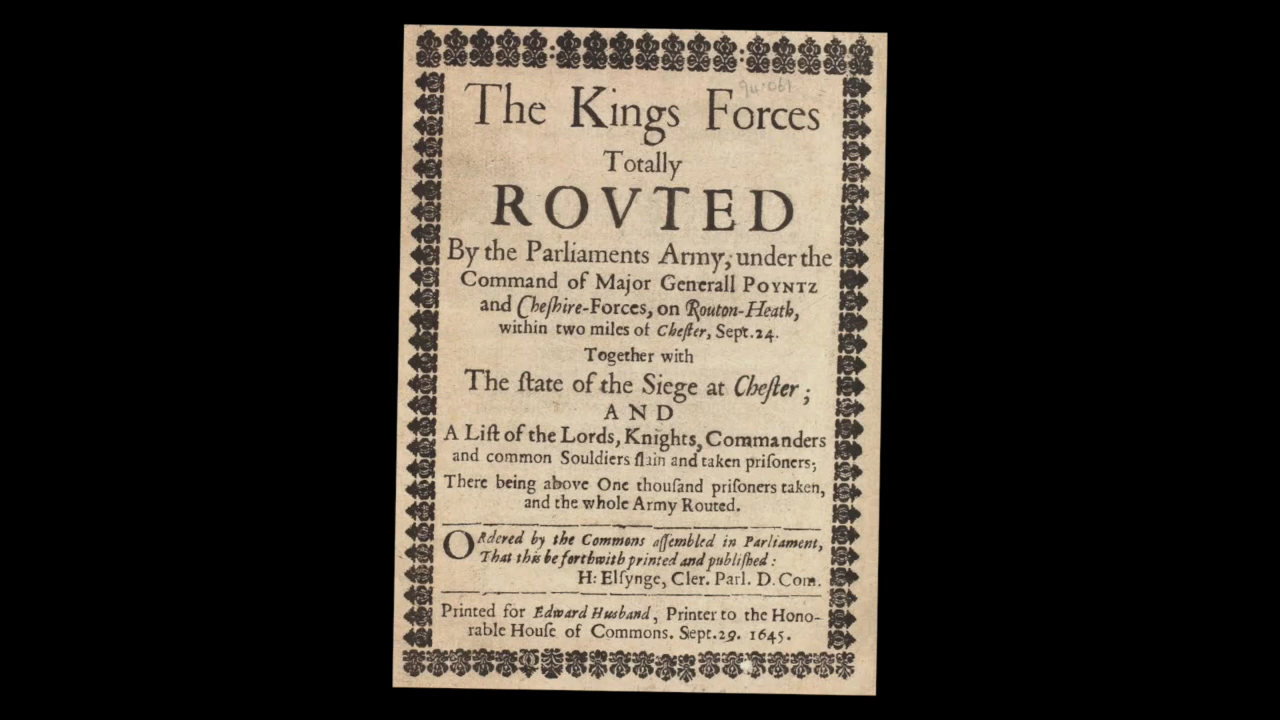 The Kings Forces
Totally
ROVTED
By the Parliaments Army, under the
Command of Major Generall POYNTZ
and Cheſhire-Forces, on Routon-Heath,
within two miles of Cheſter, Sept.24.
Together with
The ſtate of the Siege at Cheſter;
AND
A Liſt of the Lords, Knights, Commanders
and common Souldiers ſlain and taken priſoners;
There being above One thouſand priſoners taken,
and the whole Army Routed.
ORdered by the Commons aſſembled in Parliament,
That this be forthwith printed and publiſhed:
H: Elſynge, Cler. Parl. D. Com.
Printed for Edward Husband, Printer to the Hono-
rable Houſe of Commons. Sept.29. 1645.